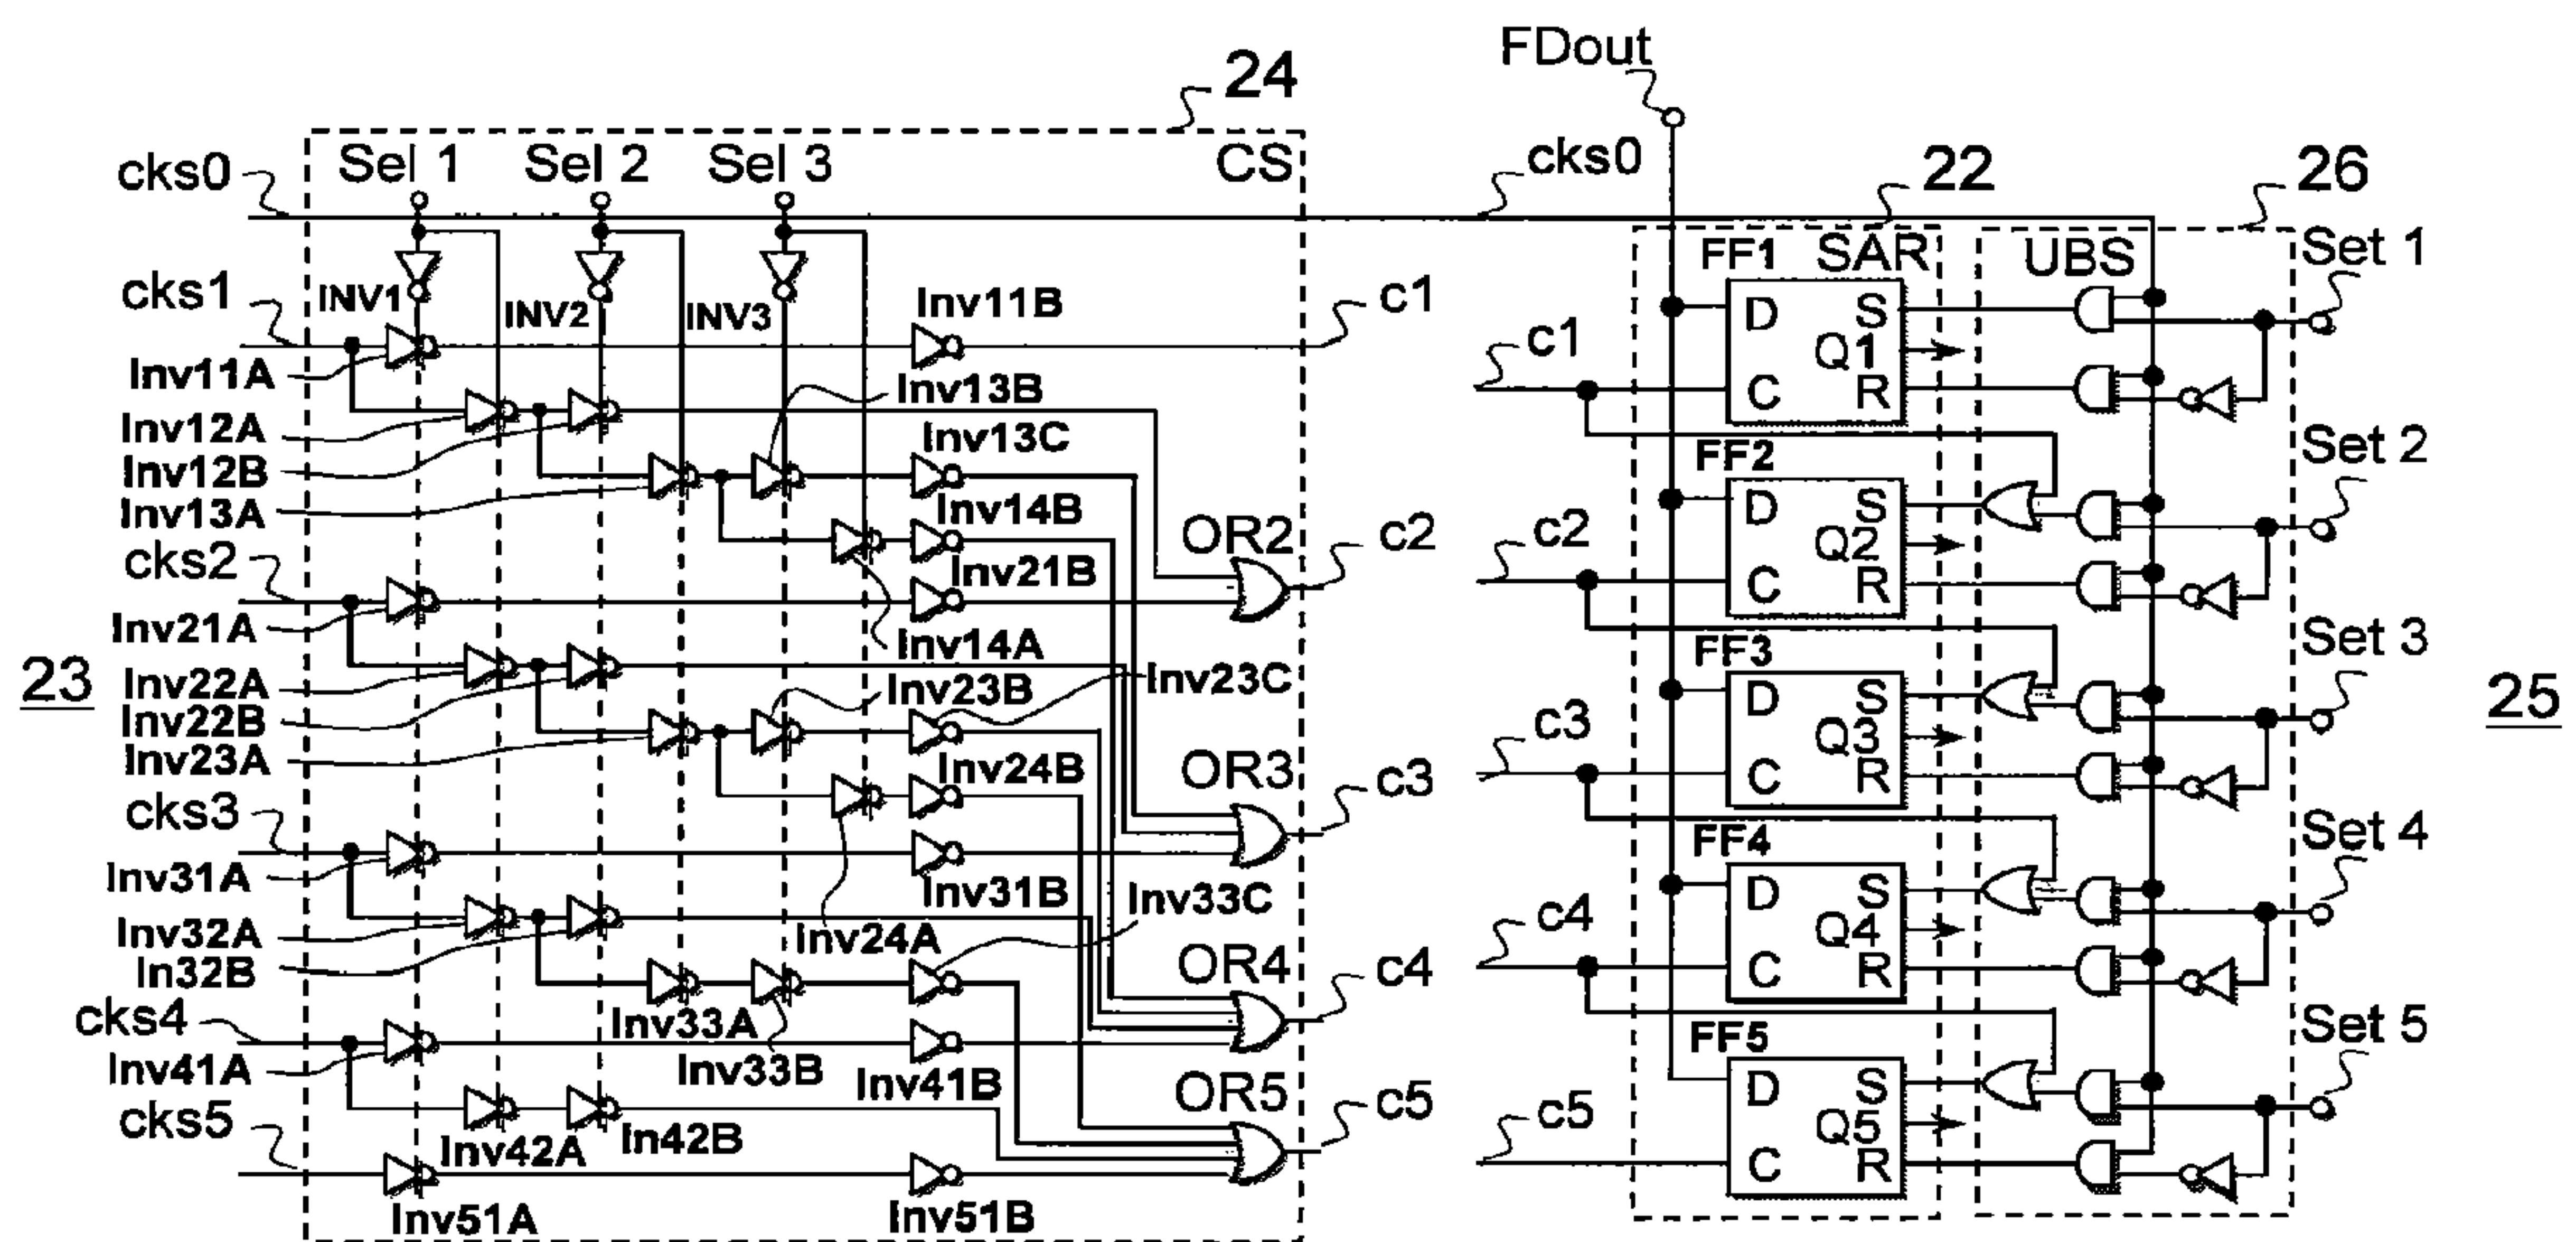 FDout
24
cks0
Sel 1
Sel 2
Sel 3
CS
cks0
22
26
FF1
SAR
UBS
Set 1
cks1
INV1
INV2
INV3
Inv11B
c1
D
S
Q1
C
R
c1
Inv11A
Inv13B
Inv12A
Inv13C
Inv12B
Inv13A
Inv14B
OR2
c2
FF2
Set 2
D
S
Q2
C
R
c2
cks2
Inv21B
Inv21A
Inv14A
23
Inv22A
Inv23B
Inv23C
Inv22B
Inv23A
Inv24B
OR3
c3
FF3
Set 3
D
S
Q3
C
R
c3
25
cks3
Inv31A
Inv31B
Inv33C
Inv32A
Inv24A
In32B
OR4
c4
FF4
Set 4
D
S
Q4
C
R
c4
cks4
Inv33A
Inv41A
Inv33B
Inv41B
OR5
c5
FF5
Set 5
D
S
Q5
C
R
c5
cks5
Inv42A
In42B
Inv51A
Inv51B